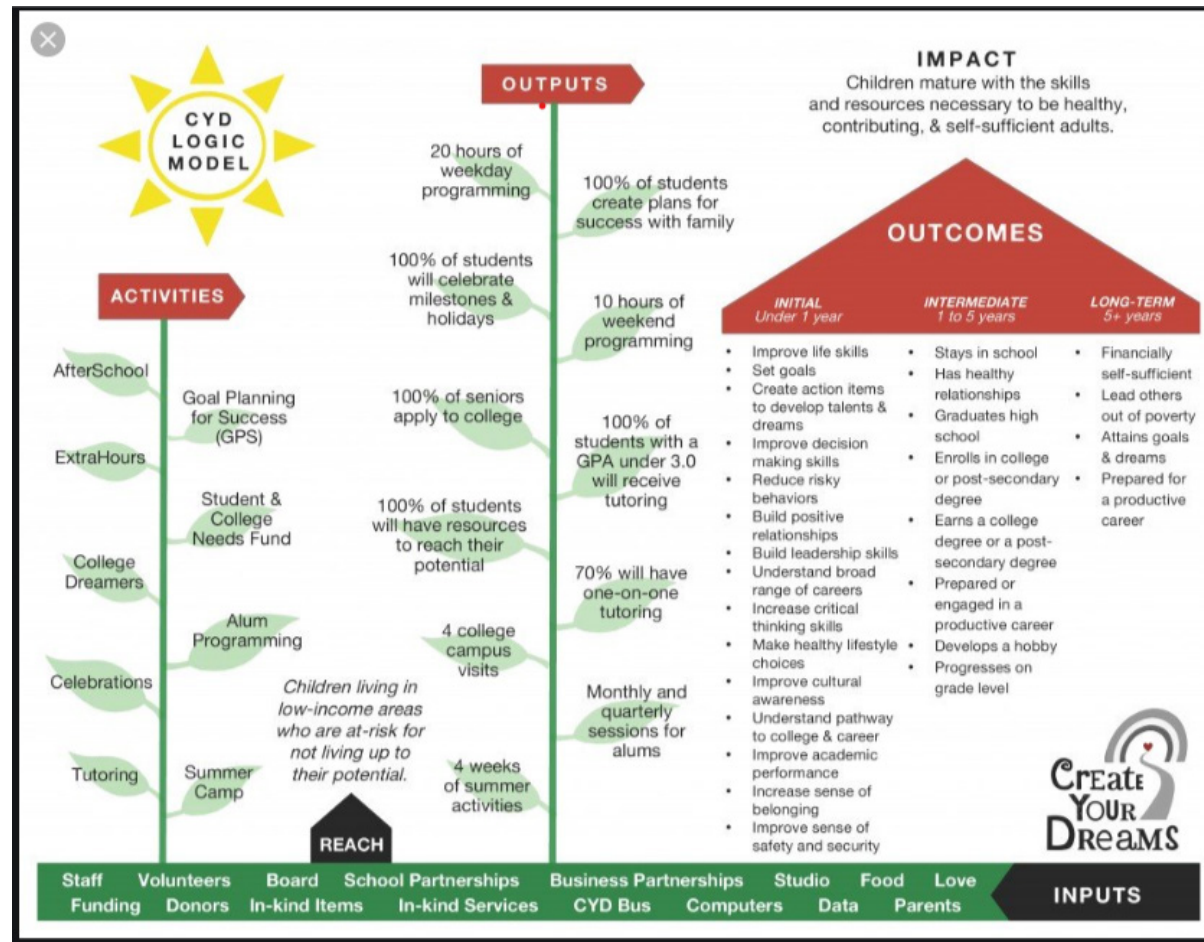 CYD
LOGIC
MODEL
ACTIVITIES
AfterSchool
Goal Planning
for Success
(GPS)
ExtraHours
Student &
College
Needs Fund
College
Dreamers
Alum
Programming
Celebrations
Tutoring
Summer
Camp
Children living in
low-income areas
who are at-risk for
not living up to
their potential.
REACH
OUTPUTS
20 hours of
weekday
programming
100% of students
create plans for
success with family
100% of students
will celebrate
milestones &
holidays
10 hours of
weekend
programming
100% of seniors
apply to college
100% of
students with a
GPA under 3.0
will receive
tutoring
100% of students
will have resources
to reach their
potential
70% will have
one-on-one
tutoring
4 college
campus
visits
Monthly and
quarterly
sessions for
alums
4 weeks
of summer
activities
IMPACT
Children mature with the skills
and resources necessary to be healthy,
contributing, & self-sufficient adults.
OUTCOMES
INITIAL
Under 1 year
• Improve life skills
• Set goals
• Create action items
to develop talents &
dreams
• Improve decision
making skills
• Reduce risky
behaviors
• Build positive
relationships
• Build leadership skills
• Understand broad
range of careers
• Increase critical
thinking skills
• Make healthy lifestyle
choices
• Improve cultural
awareness
• Understand pathway
to college & career
• Improve academic
performance
• Increase sense of
belonging
• Improve sense of
safety and security
INTERMEDIATE
1 to 5 years
• Stays in school
• Has healthy
relationships
• Graduates high
school
• Enrolls in college
or post-secondary
degree
• Earns a college
degree or a post-
secondary degree
• Prepared or
engaged in a
productive career
• Develops a hobby
• Progresses on
grade level
LONG-TERM
5+ years
• Financially
self-sufficient
• Lead others
out of poverty
• Attains goals
& dreams
• Prepared for
a productive
career
CReatE
YOUR
DReaMS
Staff Volunteers Board School Partnerships Business Partnerships Studio Food Love
Funding Donors In-kind Items In-kind Services CYD Bus Computers Data Parents
INPUTS